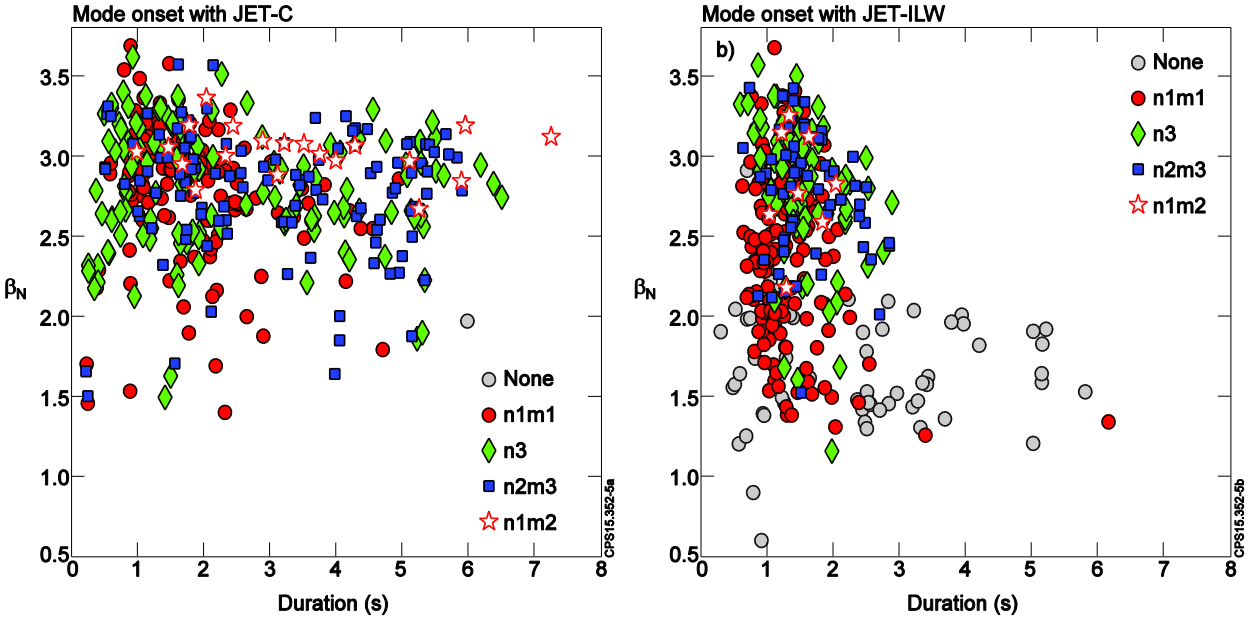 Mode onset with JET-C
3.5
3.0
2.5
2.0
1.5
1.0
0.5
βN
0 1 2 3 4 5 6 7 8
Duration (s)
None
n1m1
n3
n2m3
n1m2
CPS15.352-5a
Mode onset with JET-ILW
b)
3.5
3.0
2.5
2.0
1.5
1.0
0.5
βN
0 1 2 3 4 5 6 7 8
Duration (s)
None
n1m1
n3
n2m3
n1m2
CPS15.352-5b